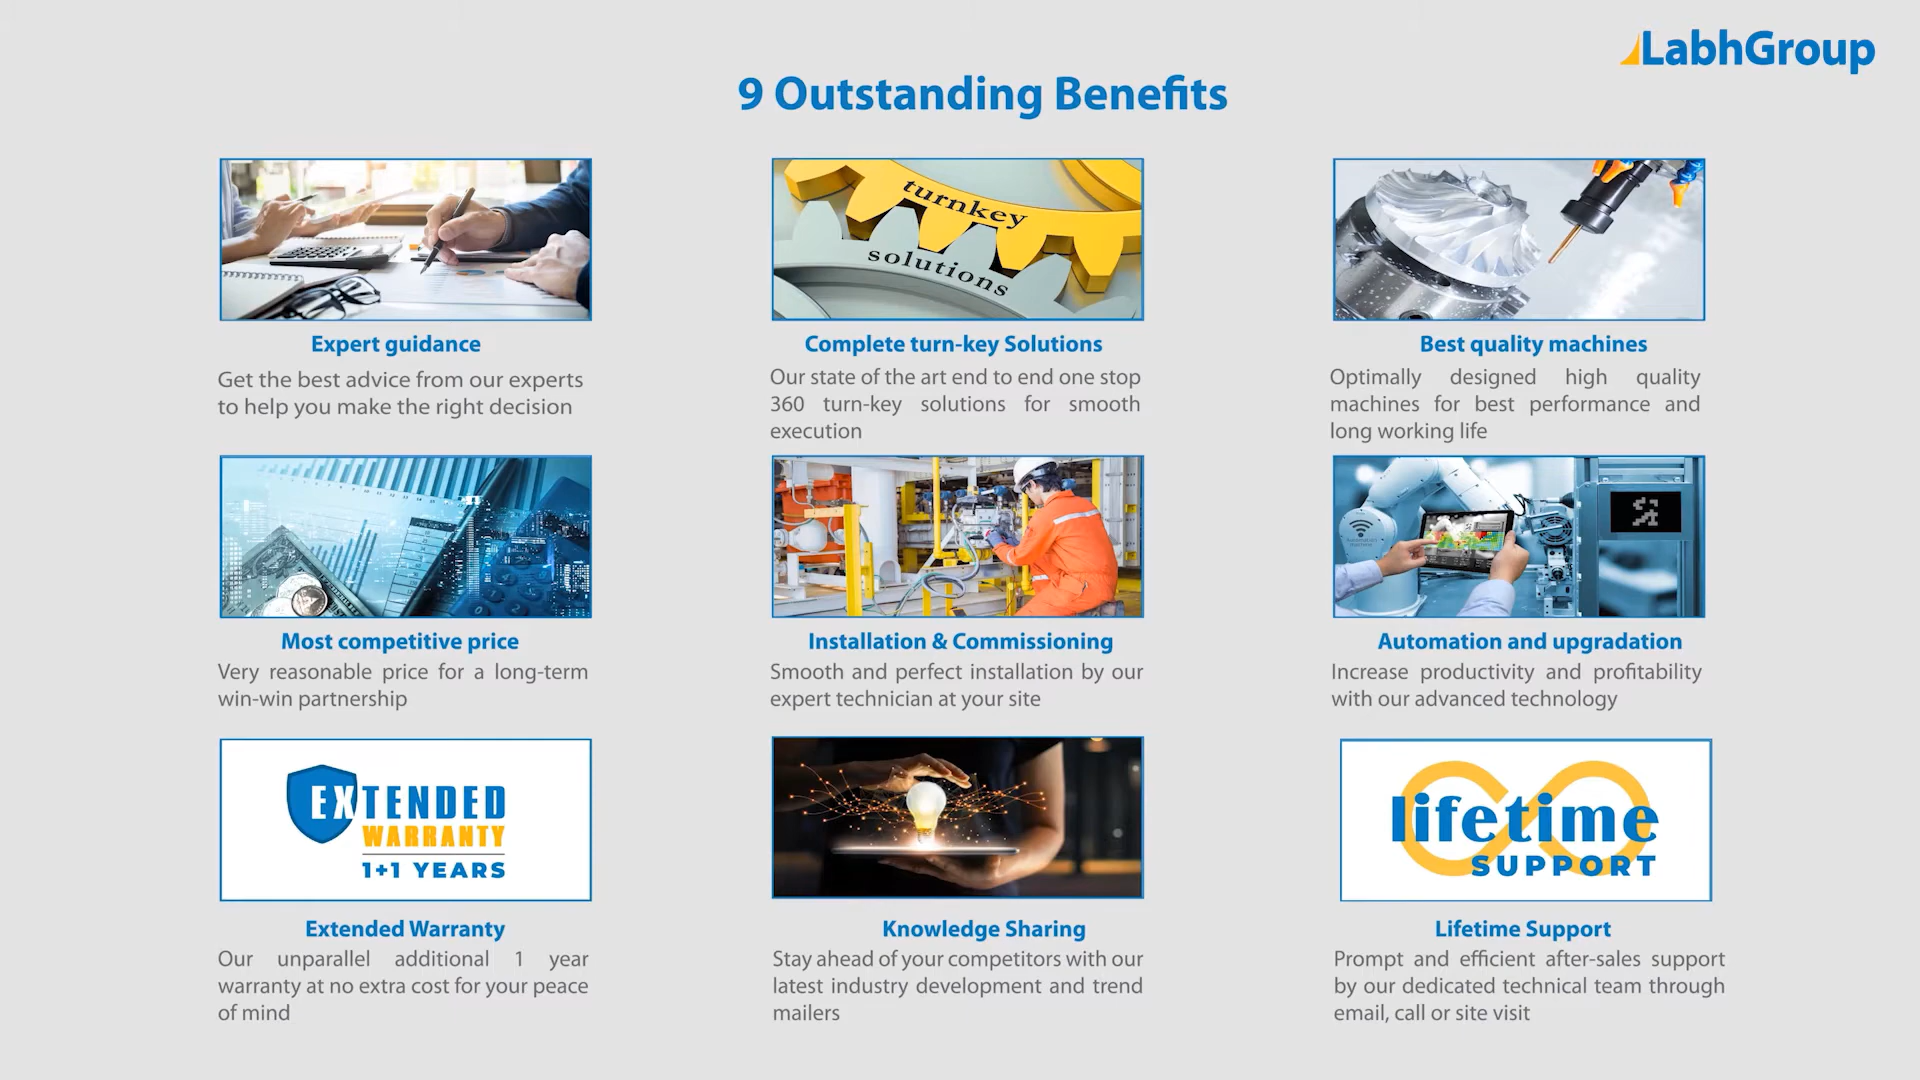 LabhGroup
9 Outstanding Benefits
turnkey
solutions
Expert guidance
Get the best advice from our experts
to help you make the right decision
Complete turn-key Solutions
Our state of the art end to end one stop
360 turn-key solutions for smooth
execution
Best quality machines
Optimally designed high quality
machines for best performance and
long working life
Most competitive price
Very reasonable price for a long-term
win-win partnership
Installation & Commissioning
Smooth and perfect installation by our
expert technician at your site
Automation and upgradation
Increase productivity and profitability
with our advanced technology
EXTENDED
WARRANTY
1+1 YEARS
Extended Warranty
Our unparallel additional 1 year
warranty at no extra cost for your peace
of mind
Knowledge Sharing
Stay ahead of your competitors with our
latest industry development and trend
mailers
lifetime
SUPPORT
Lifetime Support
Prompt and efficient after-sales support
by our dedicated technical team through
email, call or site visit